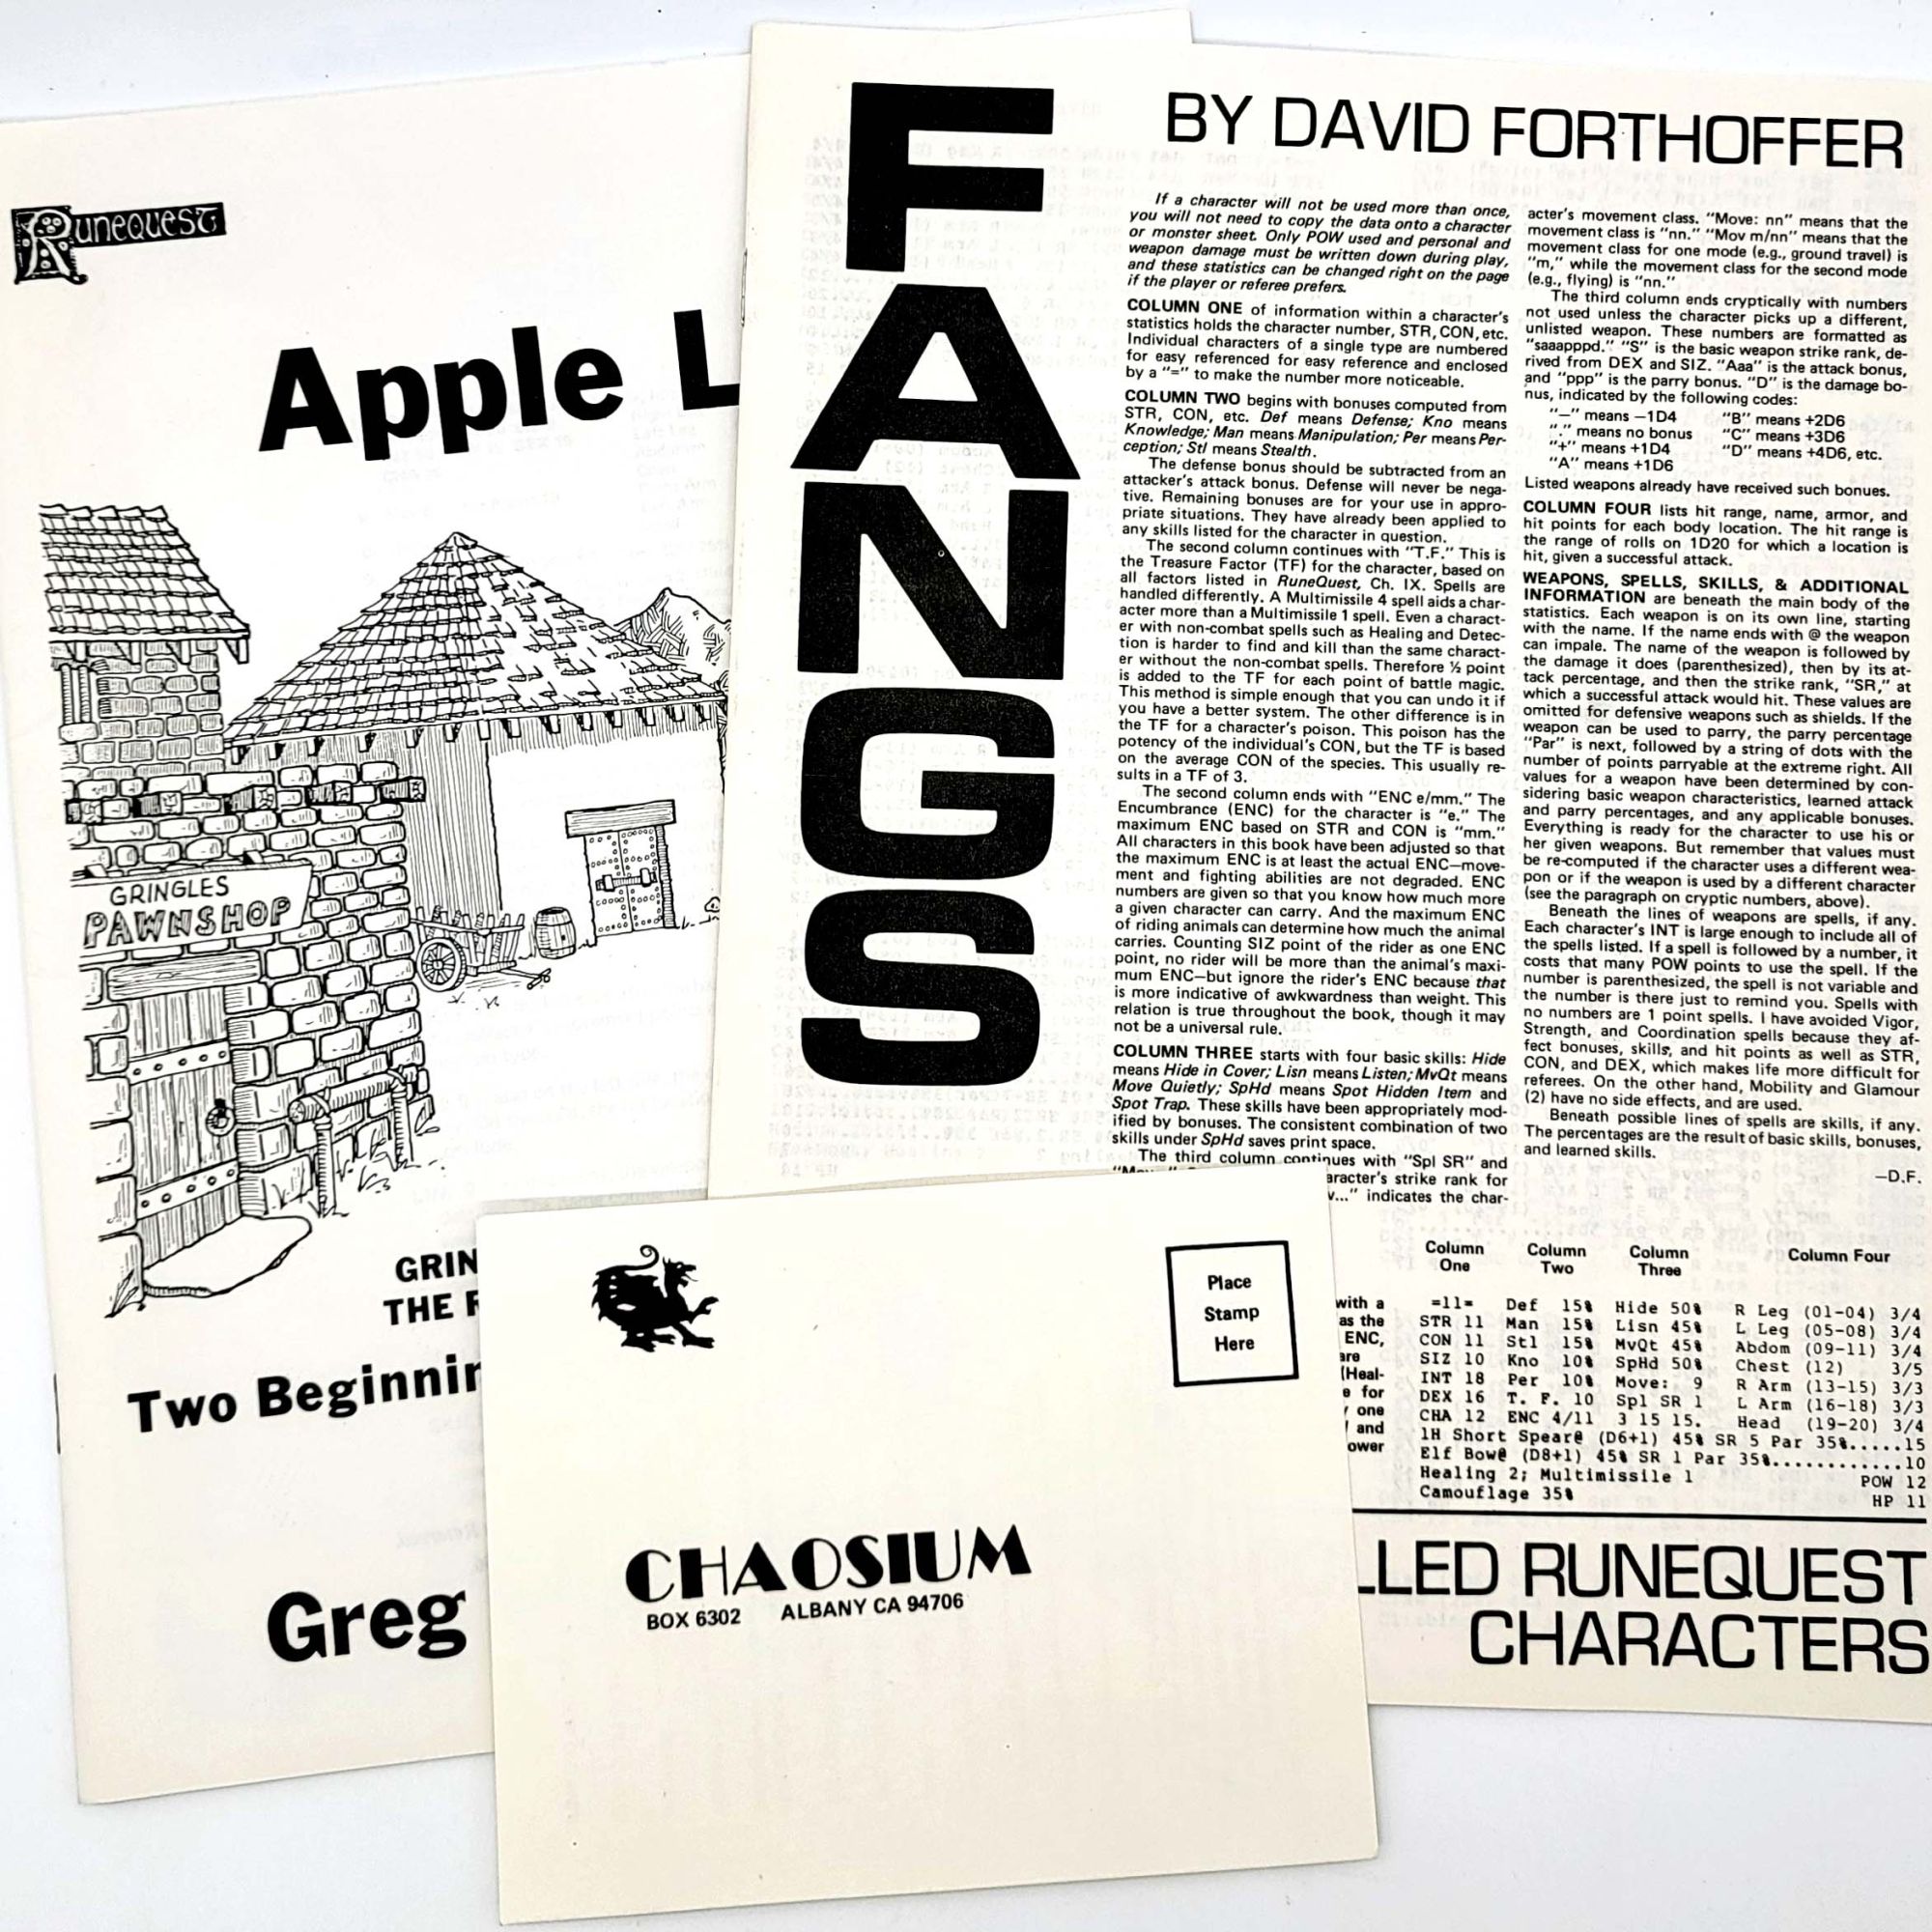 RUNEQUEST
Apple L
GRINGLES
PAWNSHOP
GRIN
THE
Two Beginnin
Greg
FANGS
BY DAVID FORTHOFFER
If a character will not be used more than once,
you will not need to copy the data onto a character
or monster sheet. Only POW used and personal and
weapon damage must be written down during play,
and these statistics can be changed right on the page
if the player or referee prefers.
COLUMN ONE of information within a character's
statistics holds the character number, STR, CON, etc.
Individual characters of a single type are numbered
for easy referenced for easy reference and enclosed
by a "=" to make the number more noticeable.
COLUMN TWO begins with bonuses computed from
STR, CON, etc. Def means Defense; Kno means
Knowledge; Man means Manipulation; Per means Per-
ception; Stl means Stealth.
The defense bonus should be subtracted from an
attacker's attack bonus. Defense will never be nega-
tive. Remaining bonuses are for your use in appro-
priate situations. They have already been applied to
any skills listed for the character in question.
The second column continues with "T.F." This is
the Treasure Factor (TF) for the character, based on
all factors listed in RuneQuest, Ch. IX. Spells are
handled differently. A Multimissile 4 spell aids a char-
acter more than a Multimissile 1 spell. Even a charact-
er with non-combat spells such as Healing and Detec-
tion is harder to find and kill than the same charact-
er without the non-combat spells. Therefore ½ point
is added to the TF for each point of battle magic.
This method is simple enough that you can undo it if
you have a better system. The other difference is in
the TF for a character's poison. This poison has the
potency of the individual's CON, but the TF is based
on the average CON of the species. This usually re-
sults in a TF of 3.
The second column ends with "ENC e/mm." The
Encumbrance (ENC) for the character is "e." The
maximum ENC based on STR and CON is "mm."
All characters in this book have been adjusted so that
the maximum ENC is at least the actual ENC—move-
ment and fighting abilities are not degraded. ENC
numbers are given so that you know how much more
a given character can carry. And the maximum ENC
of riding animals can determine how much the animal
carries. Counting SIZ point of the rider as one ENC
point, no rider will be more than the animal's maxi-
mum ENC—but ignore the rider's ENC because that
is more indicative of awkwardness than weight. This
relation is true throughout the book, though it may
not be a universal rule.
COLUMN THREE starts with four basic skills: Hide
means Hide in Cover; Lisn means Listen; MvQt means
Move Quietly; SpHd means Spot Hidden Item and
Spot Trap. These skills have been appropriately mod-
ified by bonuses. The consistent combination of two
skills under SpHd saves print space.
The third column continues with "Spl SR" and
aracter's strike rank for
..." indicates the char-
acter's movement class. "Move: nn" means that the
movement class is "nn." "Mov m/nn" means that the
movement class for one mode (e.g., ground travel) is
"m," while the movement class for the second mode
(e.g., flying) is "nn."
The third column ends cryptically with numbers
not used unless the character picks up a different,
unlisted weapon. These numbers are formatted as
"saaapppd." "S" is the basic weapon strike rank, de-
rived from DEX and SIZ. "Aaa" is the attack bonus,
and "ppp" is the parry bonus. "D" is the damage bo-
nus, indicated by the following codes:
"—" means —1D4 "B" means +2D6
"." means no bonus "C" means +3D6
"+" means +1D4 "D" means +4D6, etc.
"A" means +1D6
Listed weapons already have received such bonuses.
COLUMN FOUR lists hit range, name, armor, and
hit points for each body location. The hit range is
the range of rolls on 1D20 for which a location is
hit, given a successful attack.
WEAPONS, SPELLS, SKILLS, & ADDITIONAL
INFORMATION are beneath the main body of the
statistics. Each weapon is on its own line, starting
with the name. If the name ends with @ the weapon
can impale. The name of the weapon is followed by
the damage it does (parenthesized), then by its at-
tack percentage, and then the strike rank, "SR," at
which a successful attack would hit. These values are
omitted for defensive weapons such as shields. If the
weapon can be used to parry, the parry percentage
"Par" is next, followed by a string of dots with the
number of points parryable at the extreme right. All
values for a weapon have been determined by con-
sidering basic weapon characteristics, learned attack
and parry percentages, and any applicable bonuses.
Everything is ready for the character to use his or
her given weapons. But remember that values must
be re-computed if the character uses a different wea-
pon or if the weapon is used by a different character
(see the paragraph on cryptic numbers, above).
Beneath the lines of weapons are spells, if any.
Each character's INT is large enough to include all of
the spells listed. If a spell is followed by a number, it
costs that many POW points to use the spell. If the
number is parenthesized, the spell is not variable and
the number is there just to remind you. Spells with
no numbers are 1 point spells. I have avoided Vigor,
Strength, and Coordination spells because they af-
fect bonuses, skills, and hit points as well as STR,
CON, and DEX, which makes life more difficult for
referees. On the other hand, Mobility and Glamour
(2) have no side effects, and are used.
Beneath possible lines of spells are skills, if any.
The percentages are the result of basic skills, bonuses,
and learned skills.
—D.F.
with a
as the
ENC,
are
(Heal-
e for
one
and
ower
Column One Column Two Column Three Column Four
=11= Def 15% Hide 50% R Leg (01-04) 3/4
STR 11 Man 15% Lisn 45% L Leg (05-08) 3/4
CON 11 Stl 15% MvQt 45% Abdom (09-11) 3/4
SIZ 10 Kno 10% SpHd 50% Chest (12) 3/5
INT 18 Per 10% Move: 9 R Arm (13-15) 3/3
DEX 16 T. F. 10 Spl SR 1 L Arm (16-18) 3/3
CHA 12 ENC 4/11 3 15 15. Head (19-20) 3/4
1H Short Spear@ (D6+1) 45% SR 5 Par 35%.....15
Elf Bow@ (D8+1) 45% SR 1 Par 35%............10
Healing 2; Multimissile 1 POW 12
Camouflage 35% HP 11
LLED RUNEQUEST
CHARACTERS
Place
Stamp
Here
CHAOSIUM
BOX 6302 ALBANY CA 94706